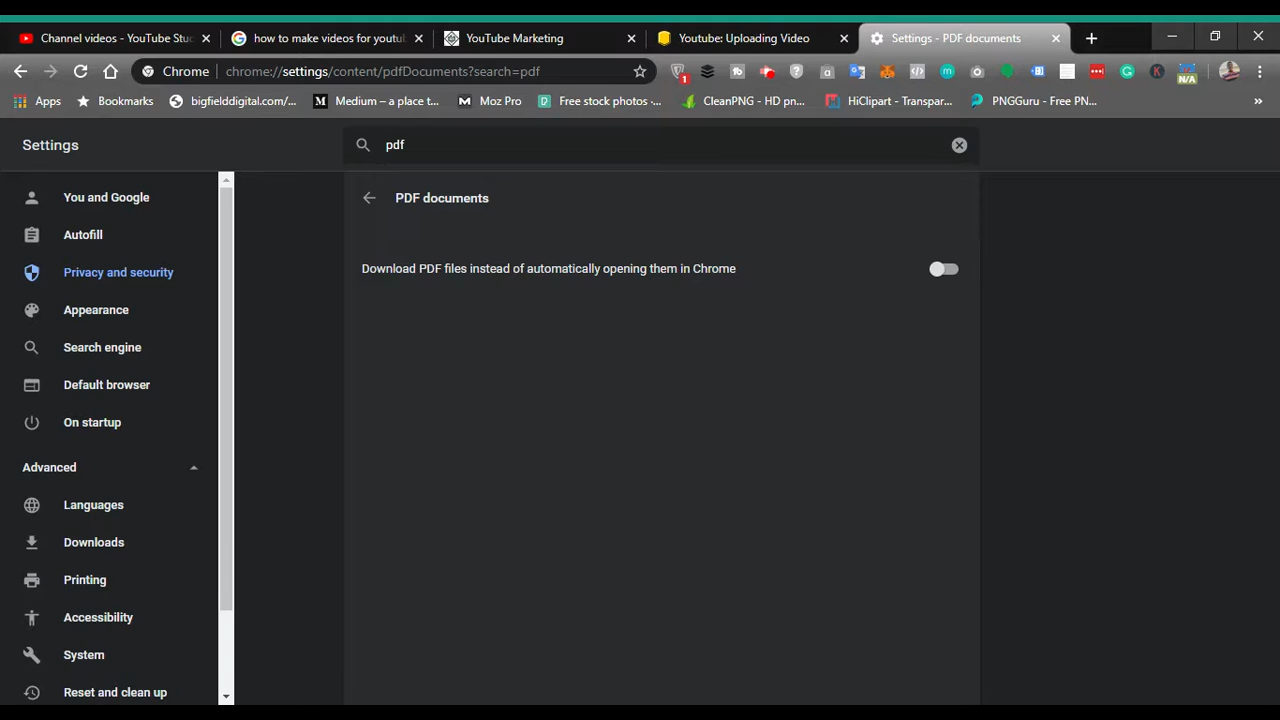 Channel videos - YouTube Stud
how to make videos for youtul
YouTube Marketing
Youtube: Uploading Video
Settings - PDF documents
Chrome
chrome://settings/content/pdfDocuments?search=pdf
1
N/A
Apps
Bookmarks
bigfielddigital.com/...
Medium – a place t...
Moz Pro
Free stock photos -...
CleanPNG - HD pn...
HiClipart - Transpar...
PNGGuru - Free PN...
»
Settings
pdf
You and Google
Autofill
Privacy and security
Appearance
Search engine
Default browser
On startup
Advanced
Languages
Downloads
Printing
Accessibility
System
Reset and clean up
PDF documents
Download PDF files instead of automatically opening them in Chrome